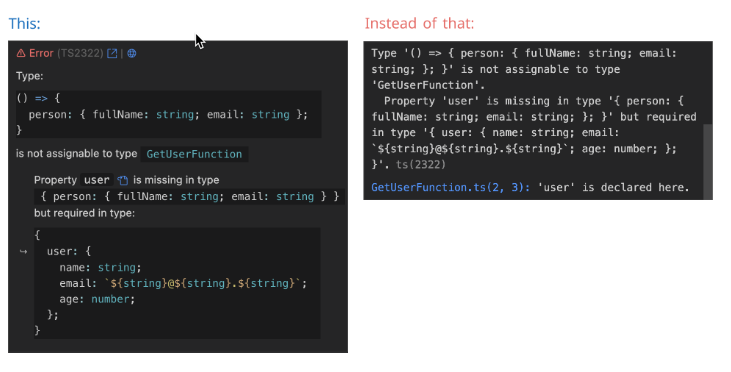 This:
⚠ Error (TS2322) | 
Type:
() => {
  person: { fullName: string; email: string };
}
is not assignable to type GetUserFunction
Property user is missing in type
{ person: { fullName: string; email: string } }
but required in type:
{
  user: {
    name: string;
    email: `${string}@${string}.${string}`;
    age: number;
  };
}
Instead of that:
Type '() => { person: { fullName: string; email:
string; }; }' is not assignable to type
'GetUserFunction'.
  Property 'user' is missing in type '{ person: {
fullName: string; email: string; }; }' but required
in type '{ user: { name: string; email:
`${string}@${string}.${string}`; age: number; };
}'. ts(2322)
GetUserFunction.ts(2, 3): 'user' is declared here.